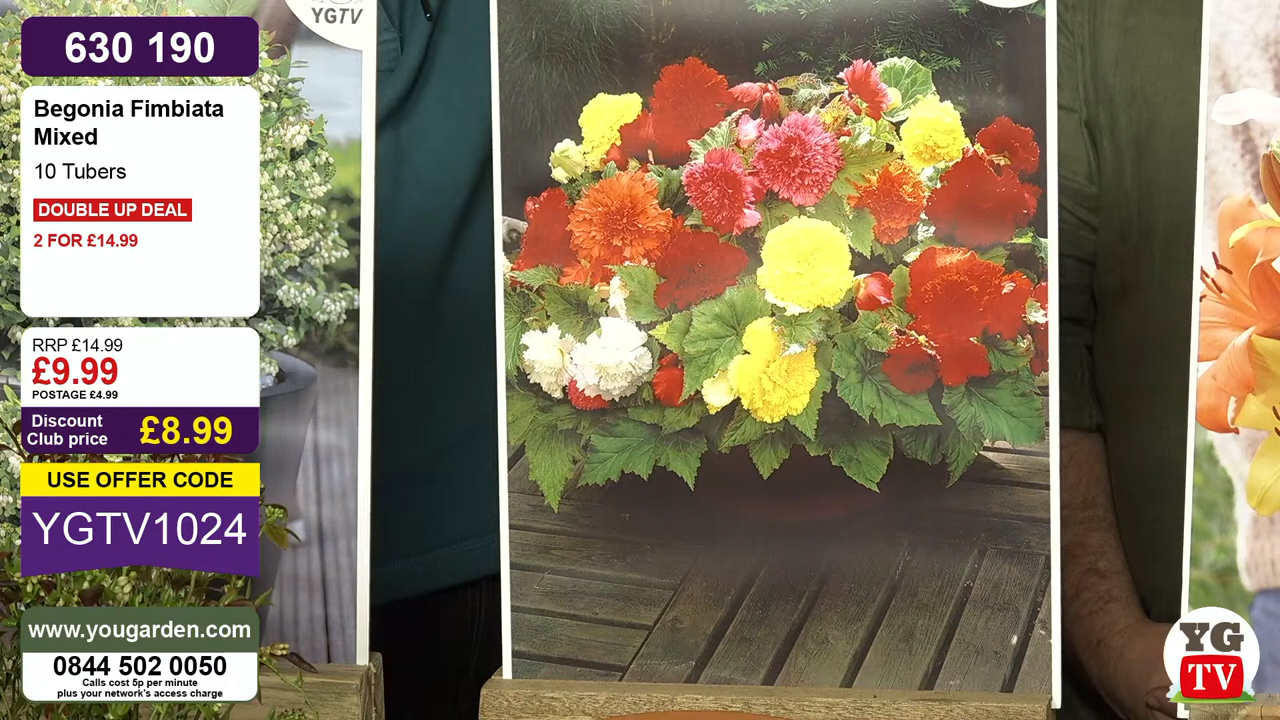 YGTV
630 190
Begonia Fimbiata
Mixed
10 Tubers
DOUBLE UP DEAL
2 FOR £14.99
RRP £14.99
£9.99
POSTAGE £4.99
Discount
Club price
£8.99
USE OFFER CODE
YGTV1024
www.yougarden.com
0844 502 0050
Calls cost 5p per minute
plus your network's access charge
YG
TV